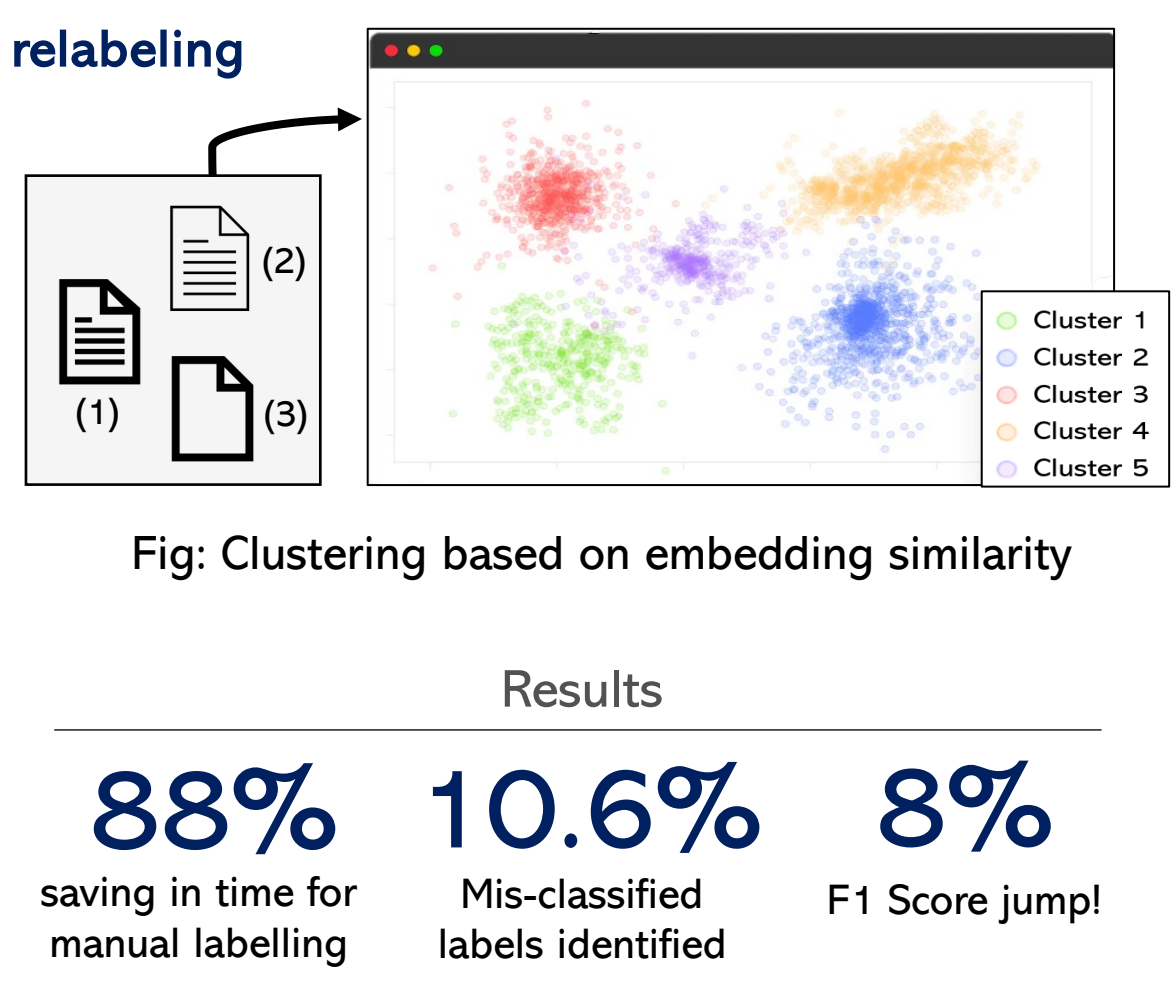 relabeling
(2)
(1)
(3)
Cluster 1
Cluster 2
Cluster 3
Cluster 4
Cluster 5
Fig: Clustering based on embedding similarity
Results
88%
saving in time for
manual labelling
10.6%
Mis-classified
labels identified
8%
F1 Score jump!